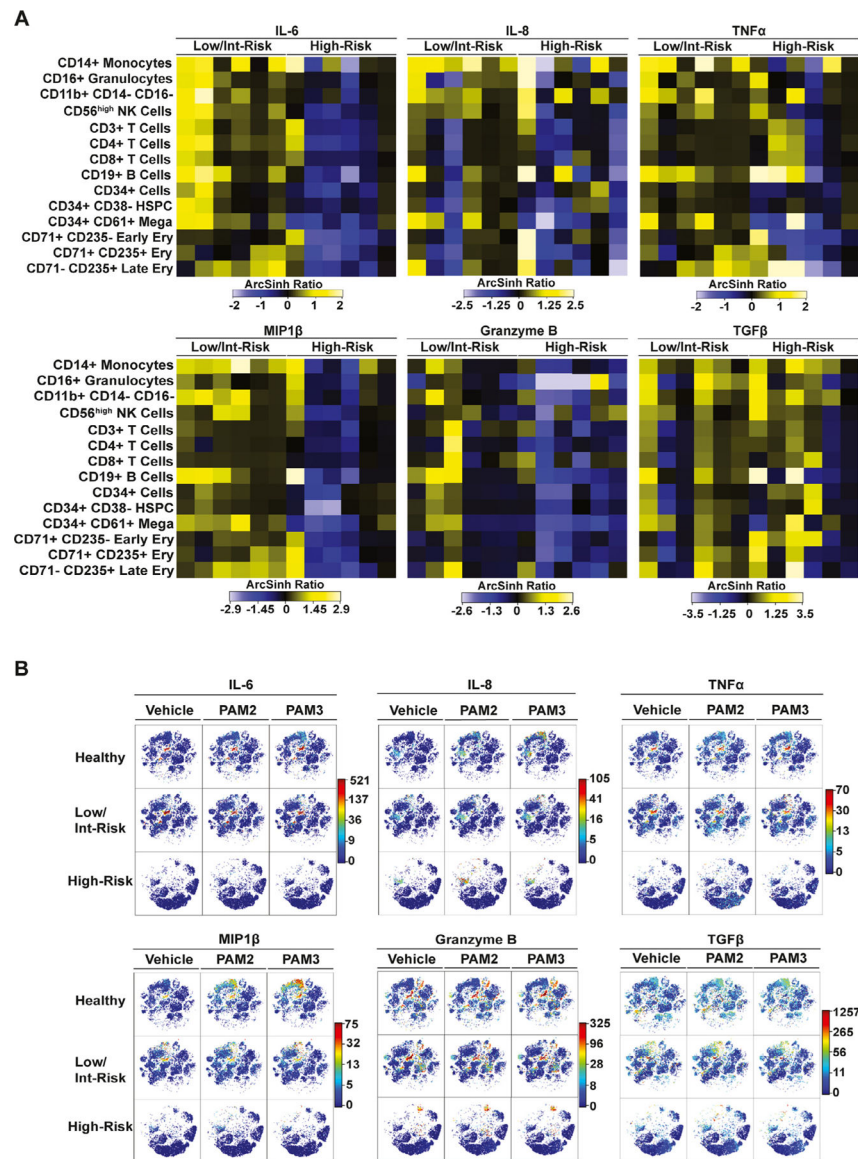 A
IL-6 IL-8 TNFα
Low/Int-Risk High-Risk Low/Int-Risk High-Risk Low/Int-Risk High-Risk
CD14+ Monocytes
CD16+ Granulocytes
CD11b+ CD14- CD16-
CD56high NK Cells
CD3+ T Cells
CD4+ T Cells
CD8+ T Cells
CD19+ B Cells
CD34+ Cells
CD34+ CD38- HSPC
CD34+ CD61+ Mega
CD71+ CD235- Early Ery
CD71+ CD235+ Ery
CD71- CD235+ Late Ery
ArcSinh Ratio ArcSinh Ratio ArcSinh Ratio
-2 -1 0 1 2 -2.5 -1.25 0 1.25 2.5 -2 -1 0 1 2
MIP1β Granzyme B TGFβ
Low/Int-Risk High-Risk Low/Int-Risk High-Risk Low/Int-Risk High-Risk
CD14+ Monocytes
CD16+ Granulocytes
CD11b+ CD14- CD16-
CD56high NK Cells
CD3+ T Cells
CD4+ T Cells
CD8+ T Cells
CD19+ B Cells
CD34+ Cells
CD34+ CD38- HSPC
CD34+ CD61+ Mega
CD71+ CD235- Early Ery
CD71+ CD235+ Ery
CD71- CD235+ Late Ery
ArcSinh Ratio ArcSinh Ratio ArcSinh Ratio
-2.9 -1.45 0 1.45 2.9 -2.6 -1.3 0 1.3 2.6 -3.5 -1.25 0 1.25 3.5
B
IL-6 IL-8 TNFα
Vehicle PAM2 PAM3 Vehicle PAM2 PAM3 Vehicle PAM2 PAM3
Healthy
Low/
Int-Risk
High-Risk
521 105 70
137 41 30
36 16 13
9 5 5
0 0 0
MIP1β Granzyme B TGFβ
Vehicle PAM2 PAM3 Vehicle PAM2 PAM3 Vehicle PAM2 PAM3
Healthy
Low/
Int-Risk
High-Risk
75 325 1257
32 96 265
13 28 56
5 8 11
0 0 0